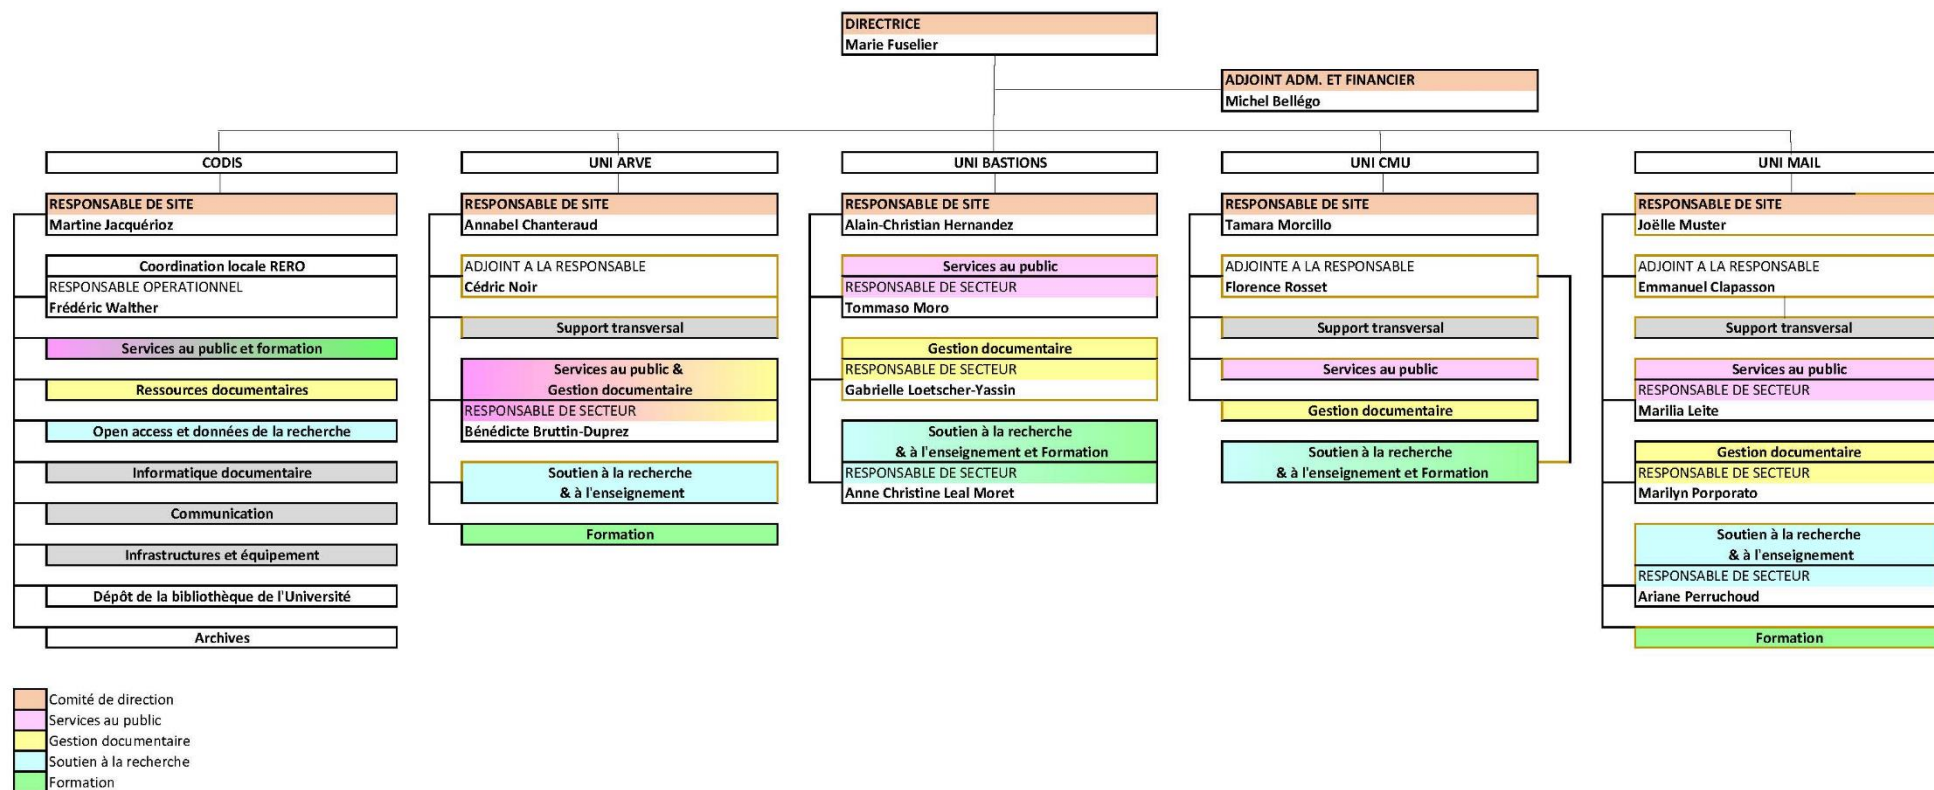 DIRECTRICE
Marie Fuselier
ADJOINT ADM. ET FINANCIER
Michel Bellégo
CODIS
RESPONSABLE DE SITE
Martine Jacquérioz
Coordination locale RERO
RESPONSABLE OPERATIONNEL
Frédéric Walther
Services au public et formation
Ressources documentaires
Open access et données de la recherche
Informatique documentaire
Communication
Infrastructures et équipement
Dépôt de la bibliothèque de l'Université
Archives
UNI ARVE
RESPONSABLE DE SITE
Annabel Chanteraud
ADJOINT A LA RESPONSABLE
Cédric Noir
Support transversal
Services au public &
Gestion documentaire
RESPONSABLE DE SECTEUR
Bénédicte Bruttin-Duprez
Soutien à la recherche
& à l'enseignement
Formation
UNI BASTIONS
RESPONSABLE DE SITE
Alain-Christian Hernandez
Services au public
RESPONSABLE DE SECTEUR
Tommaso Moro
Gestion documentaire
RESPONSABLE DE SECTEUR
Gabrielle Loetscher-Yassin
Soutien à la recherche
& à l'enseignement et Formation
RESPONSABLE DE SECTEUR
Anne Christine Leal Moret
UNI CMU
RESPONSABLE DE SITE
Tamara Morcillo
ADJOINTE A LA RESPONSABLE
Florence Rosset
Support transversal
Services au public
Gestion documentaire
Soutien à la recherche
& à l'enseignement et Formation
UNI MAIL
RESPONSABLE DE SITE
Joëlle Muster
ADJOINT A LA RESPONSABLE
Emmanuel Clapasson
Support transversal
Services au public
RESPONSABLE DE SECTEUR
Marilia Leite
Gestion documentaire
RESPONSABLE DE SECTEUR
Marilyn Porporato
Soutien à la recherche
& à l'enseignement
RESPONSABLE DE SECTEUR
Ariane Perruchoud
Formation
Comité de direction
Services au public
Gestion documentaire
Soutien à la recherche
Formation